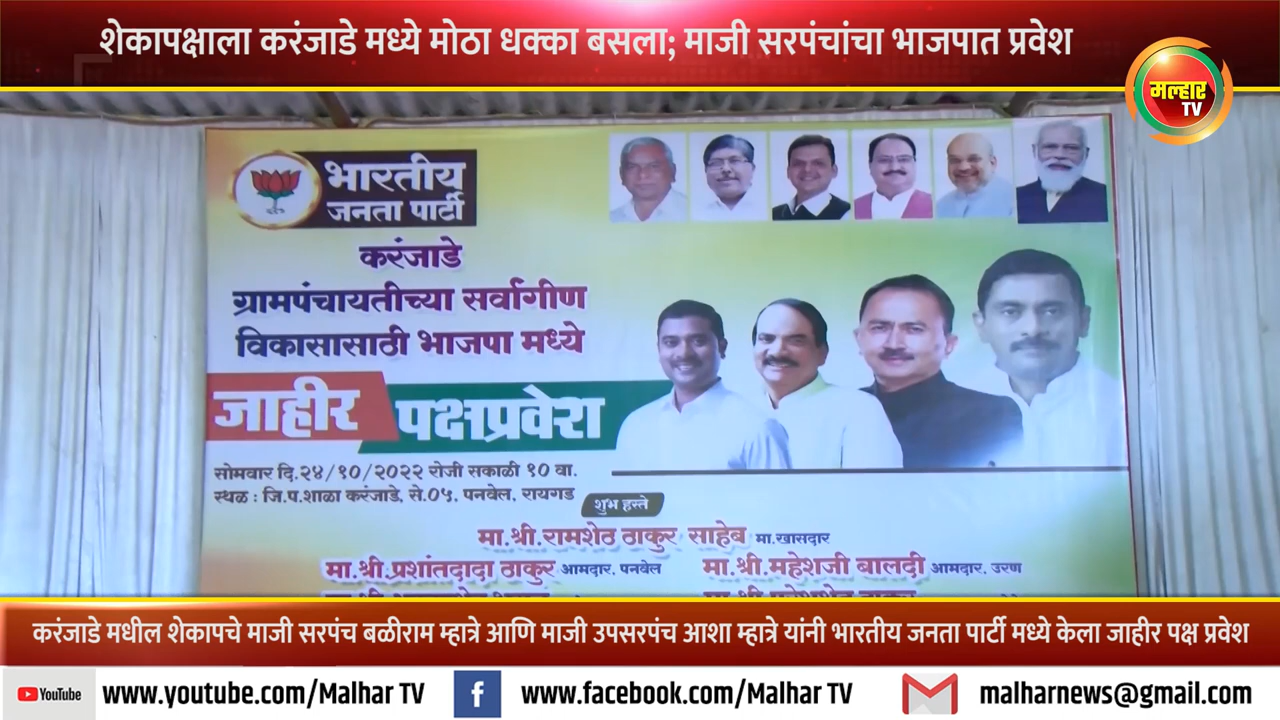 शेकापक्षाला करंजाडे मध्ये मोठा धक्का बसला; माजी सरपंचांचा भाजपात प्रवेश
मल्हार
TV
भारतीय
जनता पार्टी
करंजाडे
ग्रामपंचायतीच्या सर्वागीण
विकासासाठी भाजपा मध्ये
जाहीर पक्षप्रवेश
सोमवार दि.२४/१०/२०२२ रोजी सकाळी १० वा.
स्थळ : जि.प.शाळा करंजाडे, से.०५, पनवेल, रायगड
शुभ हस्ते
मा.श्री.रामशेठ ठाकुर साहेब मा.खासदार
मा.श्री.प्रशांतदादा ठाकुर आमदार, पनवेल
मा.श्री.महेशजी बालदी आमदार, उरण
करंजाडे मधील शेकापचे माजी सरपंच बळीराम म्हात्रे आणि माजी उपसरपंच आशा म्हात्रे यांनी भारतीय जनता पार्टी मध्ये केला जाहीर पक्ष प्रवेश
YouTube www.youtube.com/Malhar TV
f www.facebook.com/Malhar TV
malharnews@gmail.com